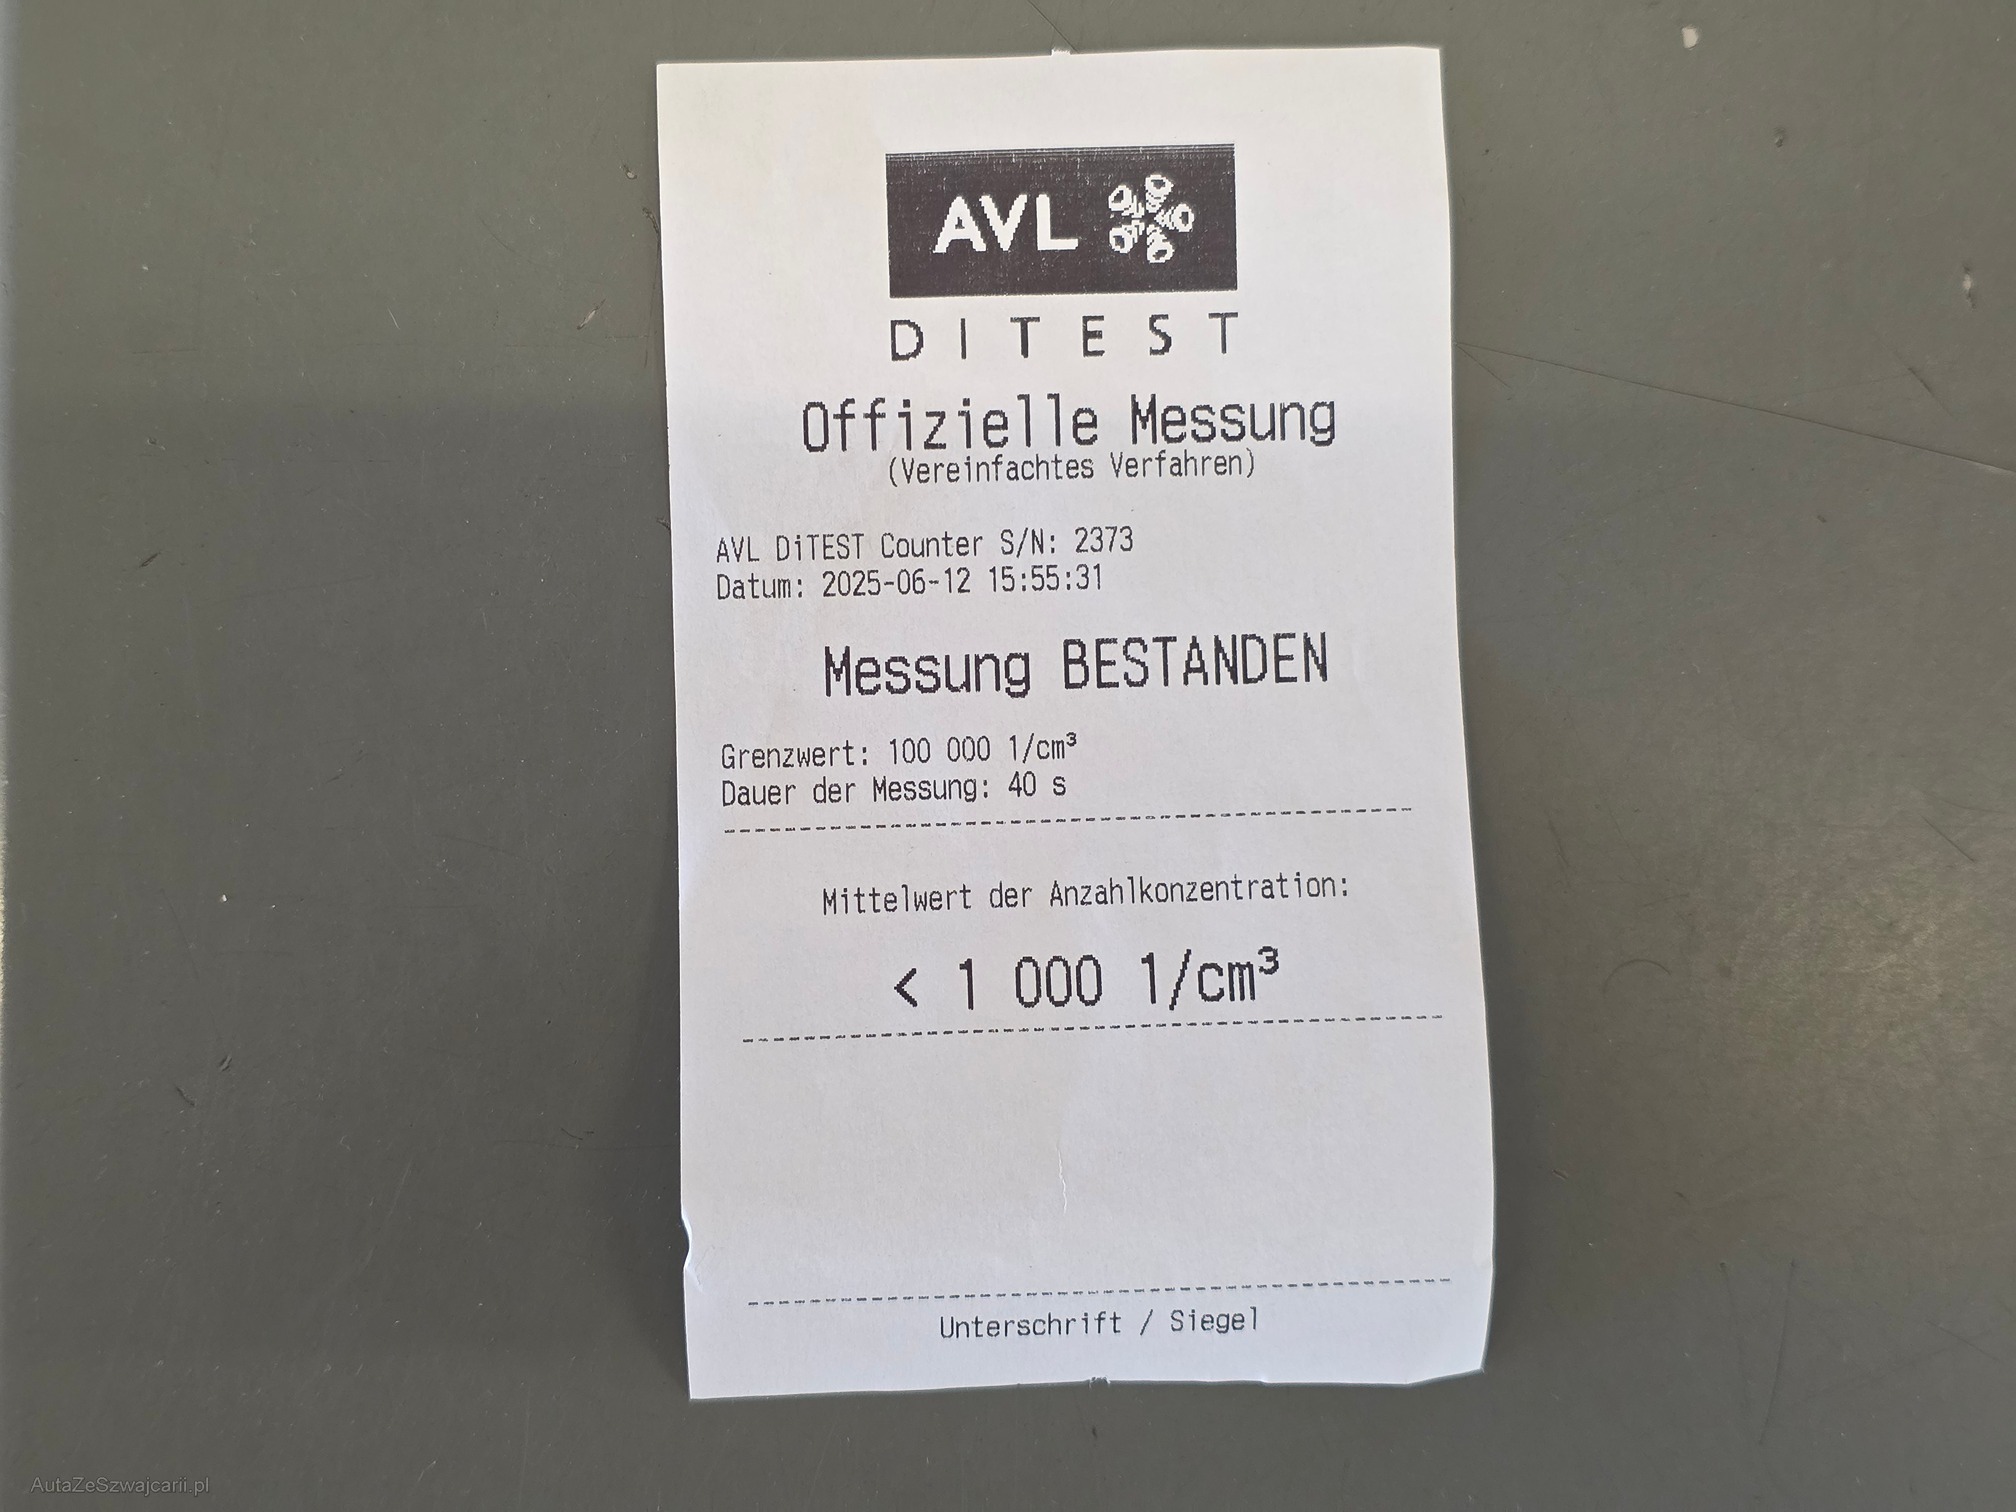 AVL
DITEST
Offizielle Messung
(Vereinfachtes Verfahren)
AVL DiTEST Counter S/N: 2373
Datum: 2025-06-12 15:55:31
Messung BESTANDEN
Grenzwert: 100 000 1/cm³
Dauer der Messung: 40 s
Mittelwert der Anzahlkonzentration:
< 1 000 1/cm³
Unterschrift / Siegel
AutaZeSzwajcarii.pl